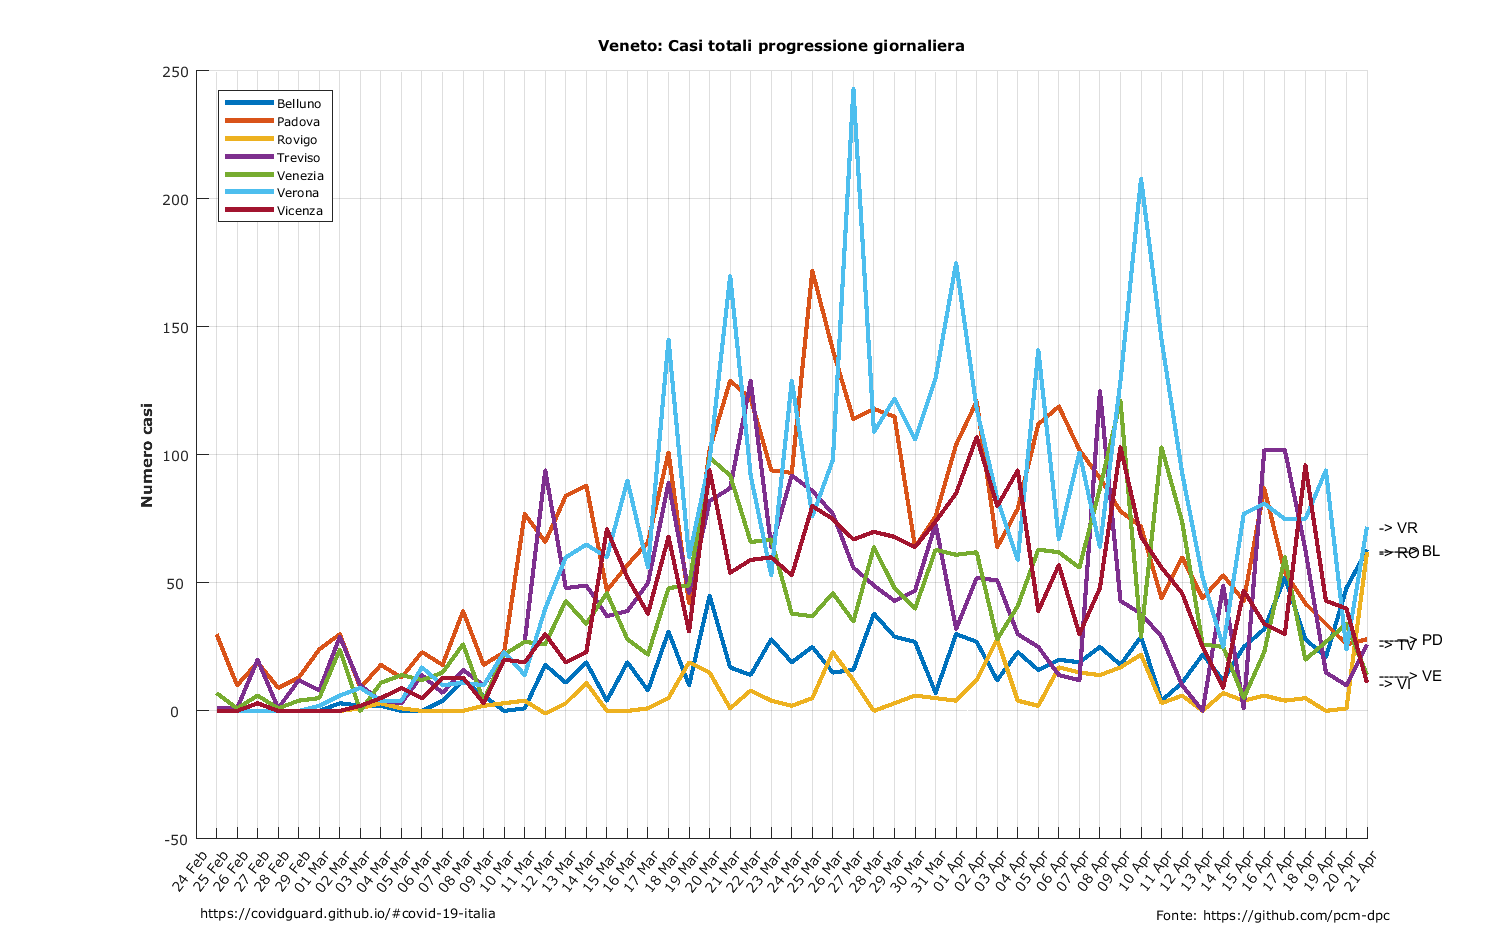 Veneto: Casi totali progressione giornaliera
250
200
150
100
50
0
-50
Numero casi
Belluno
Padova
Rovigo
Treviso
Venezia
Verona
Vicenza
-> VR
-> RO
BL
> PD
-> TV
> VE
-> VI
24 Feb
25 Feb
26 Feb
27 Feb
28 Feb
29 Feb
01 Mar
02 Mar
03 Mar
04 Mar
05 Mar
06 Mar
07 Mar
08 Mar
09 Mar
10 Mar
11 Mar
12 Mar
13 Mar
14 Mar
15 Mar
16 Mar
17 Mar
18 Mar
19 Mar
20 Mar
21 Mar
22 Mar
23 Mar
24 Mar
25 Mar
26 Mar
27 Mar
28 Mar
29 Mar
30 Mar
31 Mar
01 Apr
02 Apr
03 Apr
04 Apr
05 Apr
06 Apr
07 Apr
08 Apr
09 Apr
10 Apr
11 Apr
12 Apr
13 Apr
14 Apr
15 Apr
16 Apr
17 Apr
18 Apr
19 Apr
20 Apr
21 Apr
https://covidguard.github.io/#covid-19-italia
Fonte: https://github.com/pcm-dpc